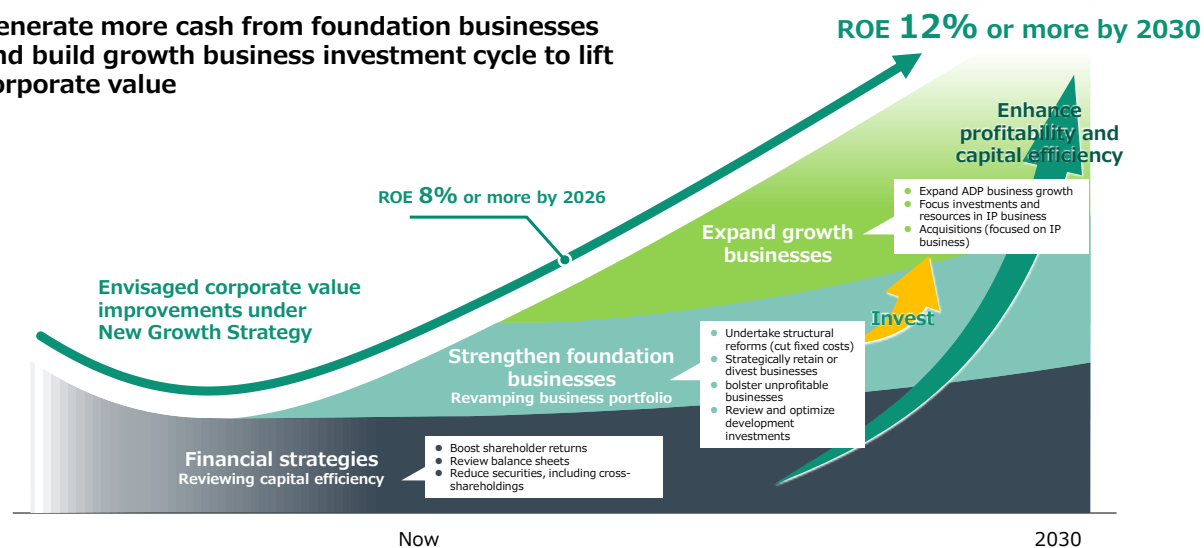 enerate more cash from foundation businesses
nd build growth business investment cycle to lift
orporate value
ROE 12% or more by 2030
Enhance
profitability and
capital efficiency
ROE 8% or more by 2026
Expand growth
businesses
● Expand ADP business growth
● Focus investments and
resources in IP business
● Acquisitions (focused on IP
business)
Envisaged corporate value
improvements under
New Growth Strategy
Invest
Strengthen foundation
businesses
Revamping business portfolio
● Undertake structural
reforms (cut fixed costs)
● Strategically retain or
divest businesses
● bolster unprofitable
businesses
● Review and optimize
development
investments
Financial strategies
Reviewing capital efficiency
● Boost shareholder returns
● Review balance sheets
● Reduce securities, including cross-
shareholdings
Now
2030